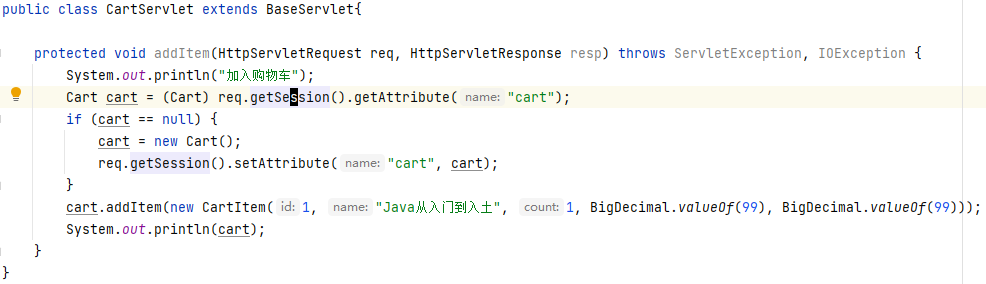 public class CartServlet extends BaseServlet{
protected void addItem(HttpServletRequest req, HttpServletResponse resp) throws ServletException, IOException {
System.out.println("加入购物车");
Cart cart = (Cart) req.getSession().getAttribute( name: "cart");
if (cart == null) {
cart = new Cart();
req.getSession().setAttribute( name: "cart", cart);
}
cart.addItem(new CartItem( id: 1, name: "Java从入门到入土", count: 1, BigDecimal.valueOf(99), BigDecimal.valueOf(99)));
System.out.println(cart);
}
}